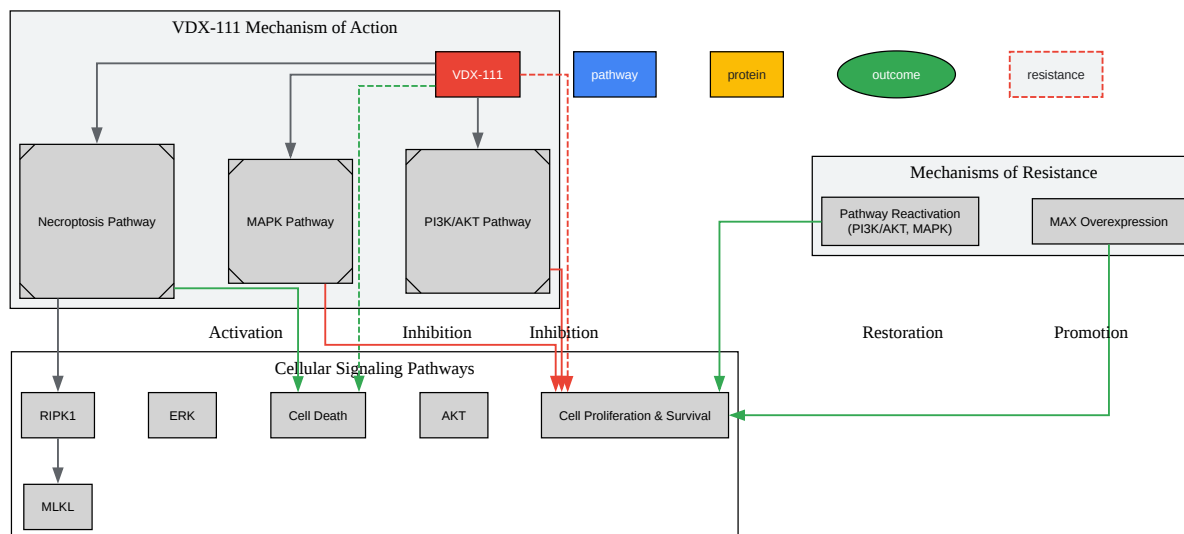 VDX-111 Mechanism of Action
VDX-111
pathway
protein
outcome
resistance
Mechanisms of Resistance
Necroptosis Pathway
MAPK Pathway
PI3K/AKT Pathway
Pathway Reactivation
(PI3K/AKT, MAPK)
MAX Overexpression
Activation
Inhibition
Inhibition
Restoration
Promotion
Cellular Signaling Pathways
RIPK1
ERK
Cell Death
AKT
Cell Proliferation & Survival
MLKL